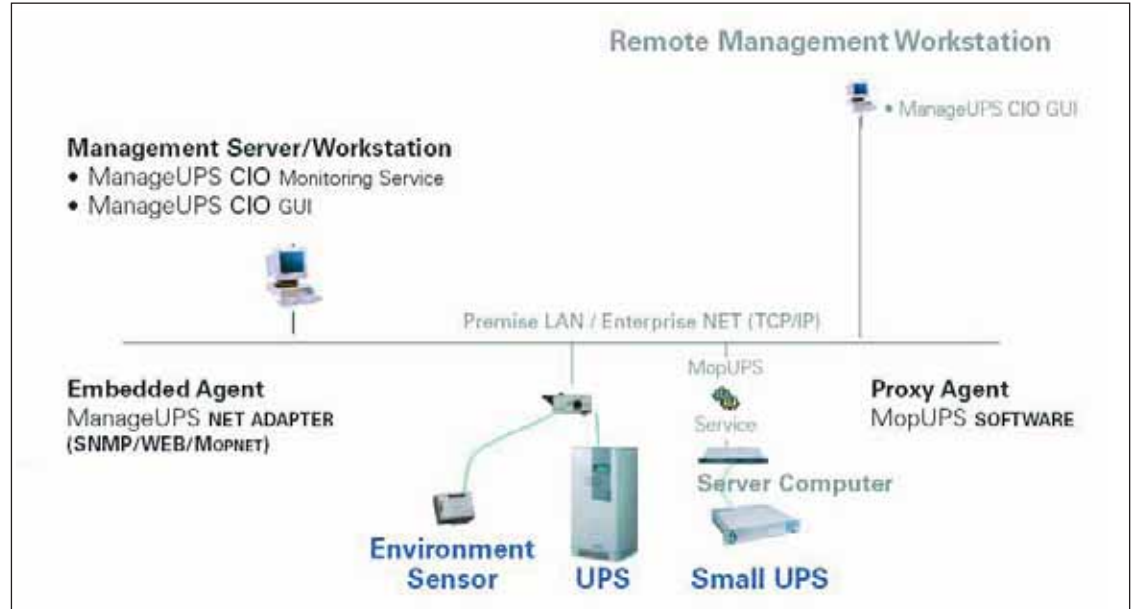 Remote Management Workstation
• ManageUPS CIO GUI
Management Server/Workstation
• ManageUPS CIO Monitoring Service
• ManageUPS CIO GUI
Premise LAN / Enterprise NET (TCP/IP)
Embedded Agent
ManageUPS NET ADAPTER
(SNMP/WEB/MOPNET)
MopUPS
Service
Proxy Agent
MopUPS SOFTWARE
Server Computer
Environment
Sensor
UPS
Small UPS